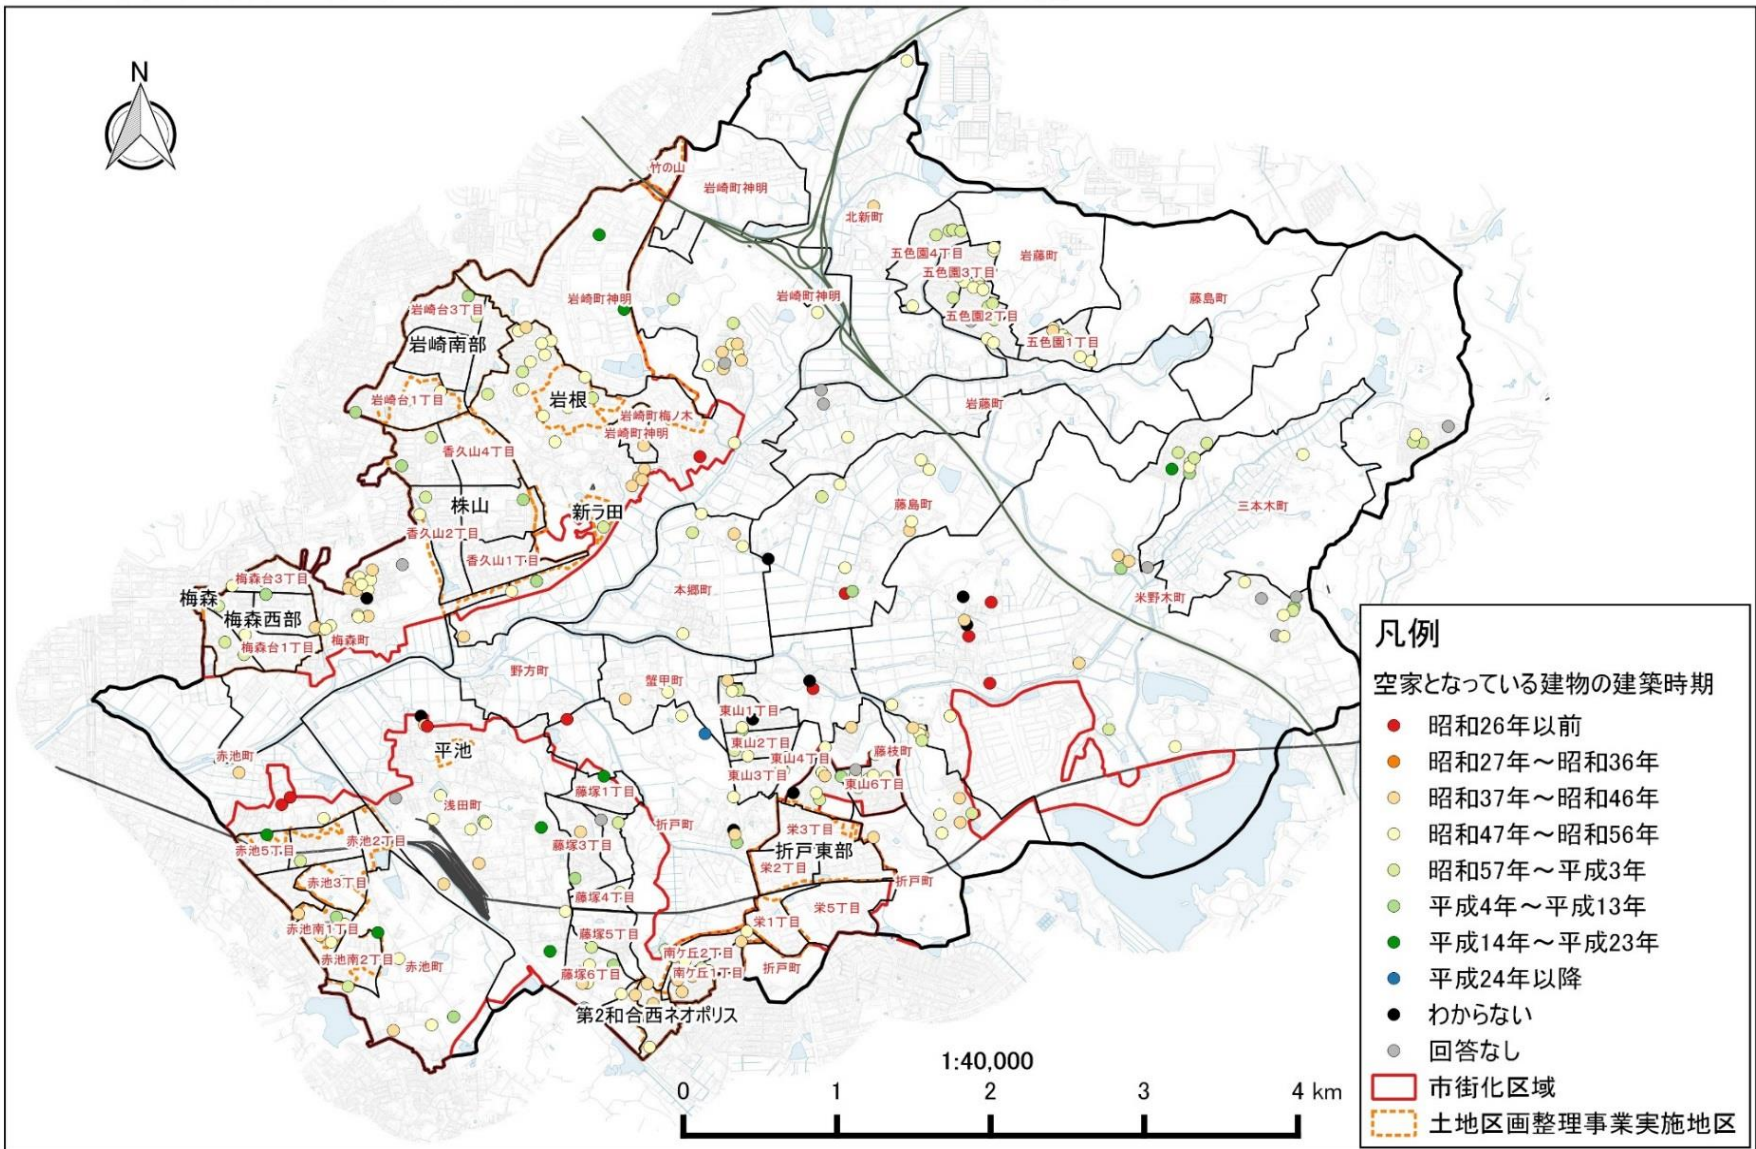 N
竹の山
岩崎町神明
北新町
五色園4丁目
岩藤町
五色園3丁目
岩崎町神明
岩崎町神明
藤島町
岩崎台3丁目
五色園2丁目
岩崎南部
五色園1丁目
岩崎台1丁目
岩根
岩藤町
岩崎町梅ノ木
岩崎町神明
香久山4丁目
株山
新ラ田
藤島町
三本木町
香久山2丁目
香久山1丁目
梅森台3丁目
本郷町
梅森
米野木町
梅森西部
梅森町
梅森台1丁目
野方町
蟹甲町
東山1丁目
東山2丁目
平池
赤池町
東山4丁目
藤枝町
東山3丁目
東山6丁目
藤塚1丁目
浅田町
折戸町
栄3丁目
赤池2丁目
藤塚3丁目
赤池5丁目
折戸東部
栄2丁目
赤池3丁目
折戸町
藤塚4丁目
栄5丁目
栄1丁目
赤池南1丁目
藤塚5丁目
南ケ丘2丁目
赤池南2丁目
赤池町
藤塚6丁目
南ケ丘1丁目
折戸町
第2和合西ネオポリス
1:40,000
0 1 2 3 4 km
凡例
空家となっている建物の建築時期
昭和26年以前
昭和27年～昭和36年
昭和37年～昭和46年
昭和47年～昭和56年
昭和57年～平成3年
平成4年～平成13年
平成14年～平成23年
平成24年以降
わからない
回答なし
市街化区域
土地区画整理事業実施地区